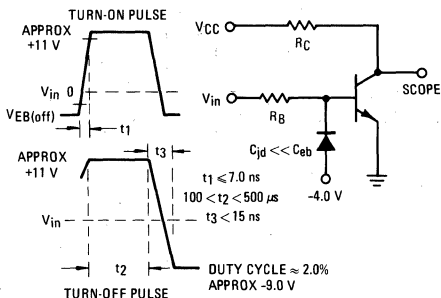 TURN-ON PULSE
APPROX
+11 V
Vin 0
VEB(off)
t1
APPROX
+11 V
t3
Vin
t1 ≤ 7.0 ns
100 < t2 < 500 µs
t3 < 15 ns
t2
DUTY CYCLE ≈ 2.0%
APPROX -9.0 V
TURN-OFF PULSE
VCC
RC
SCOPE
Vin
RB
Cjd << Ceb
-4.0 V